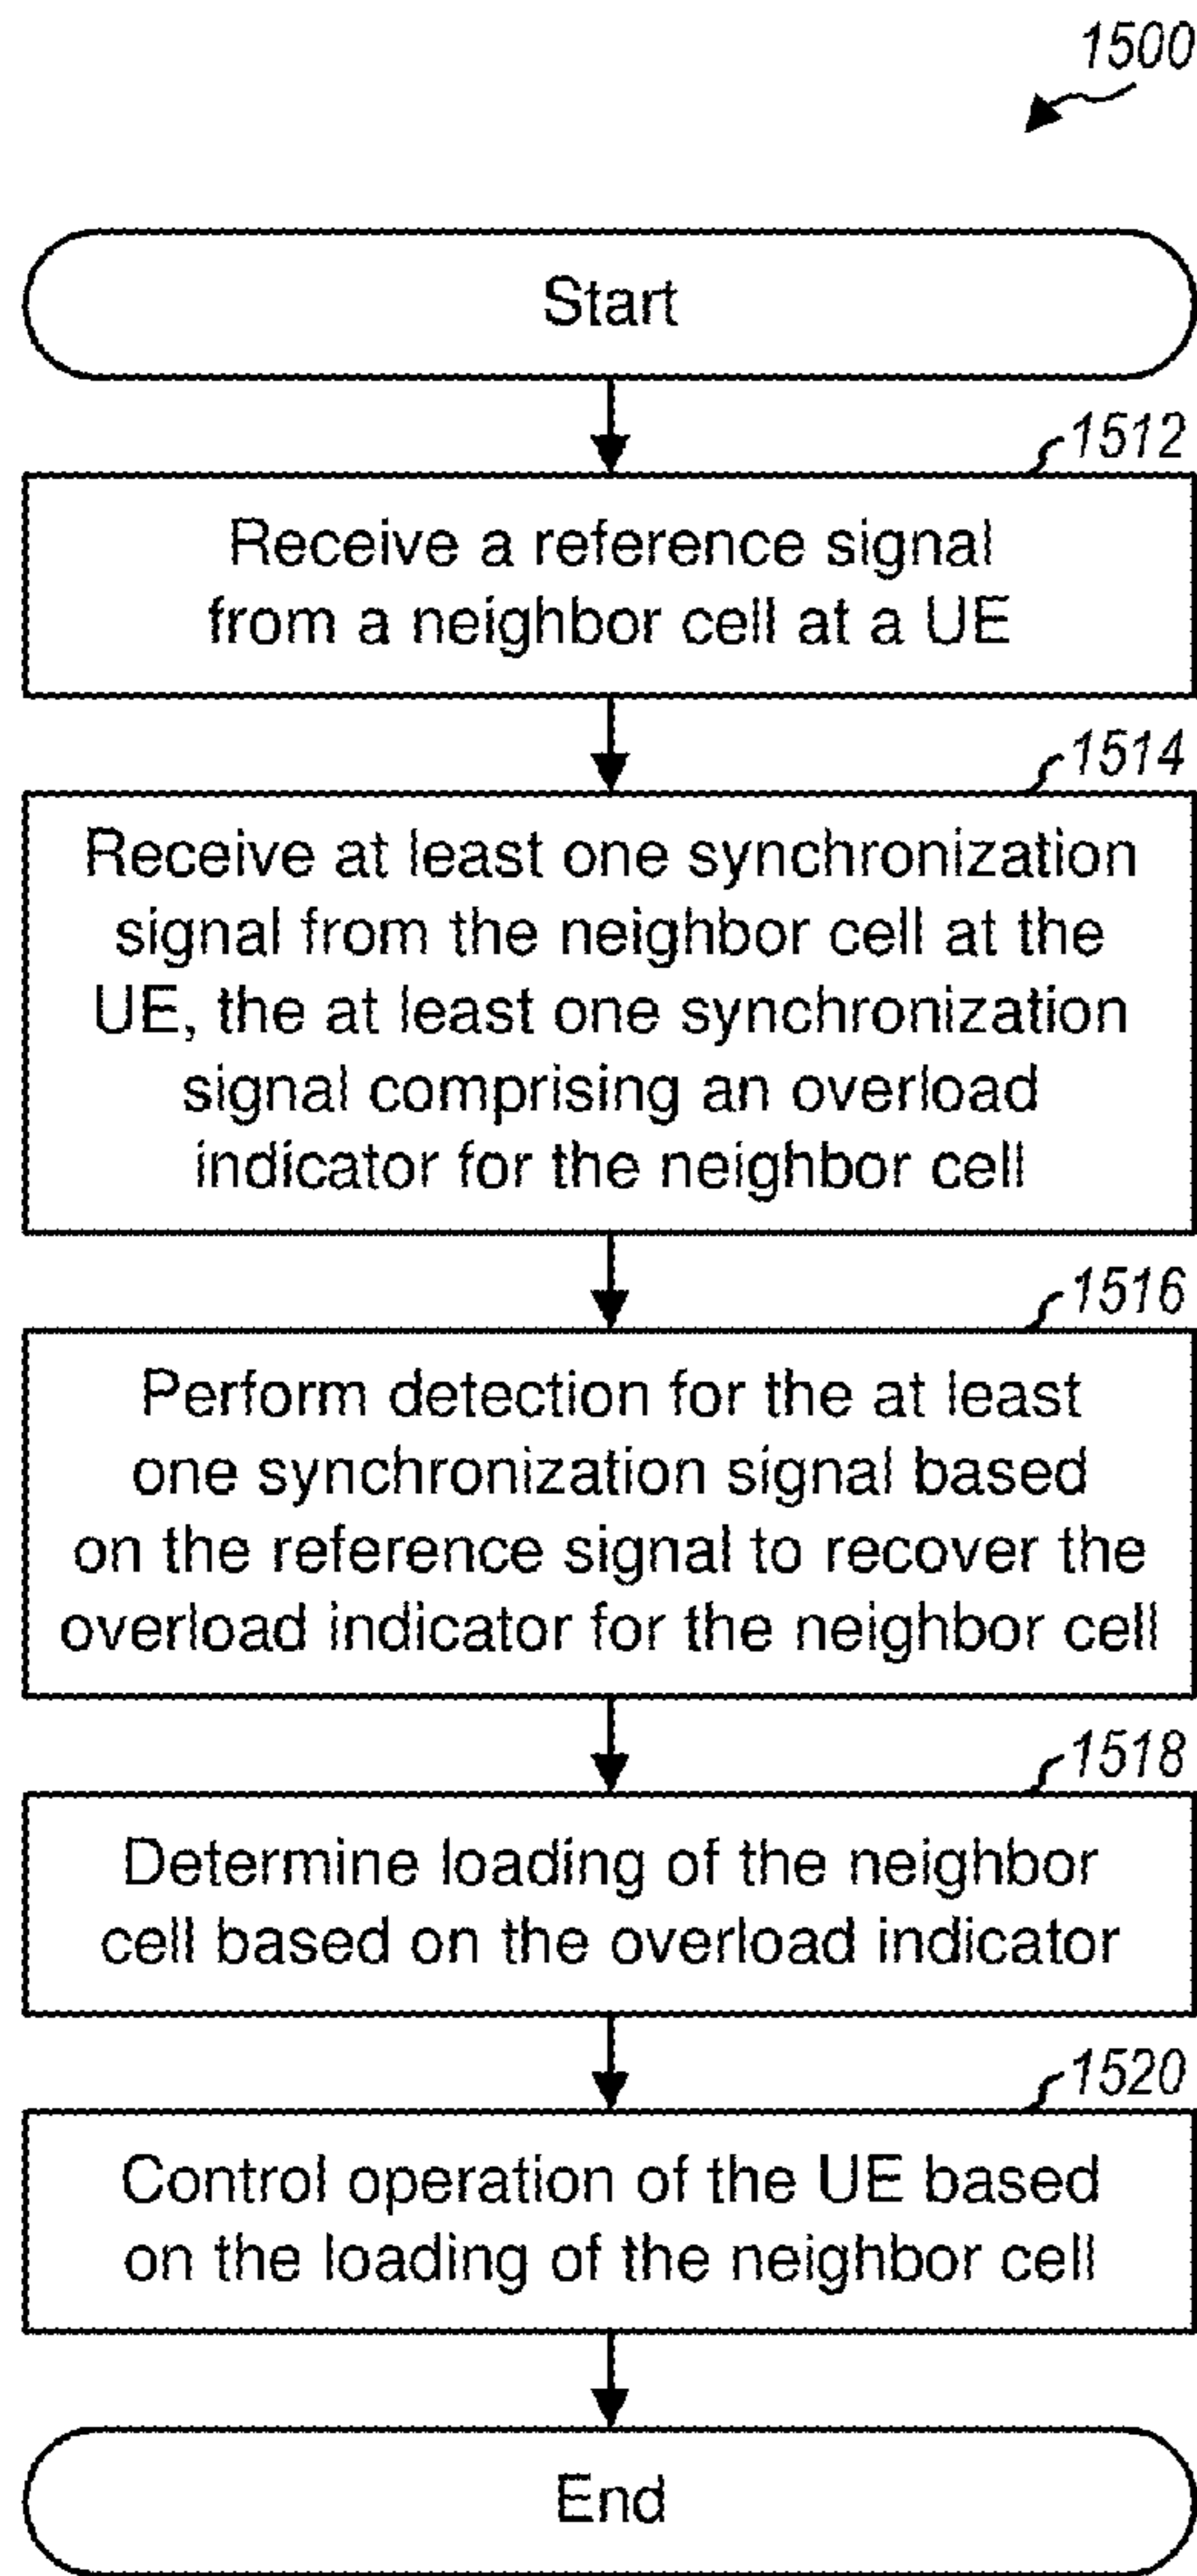 1500
Start
1512
Receive a reference signal
from a neighbor cell at a UE
1514
Receive at least one synchronization
signal from the neighbor cell at the
UE, the at least one synchronization
signal comprising an overload
indicator for the neighbor cell
1516
Perform detection for the at least
one synchronization signal based
on the reference signal to recover the
overload indicator for the neighbor cell
1518
Determine loading of the neighbor
cell based on the overload indicator
1520
Control operation of the UE based
on the loading of the neighbor cell
End